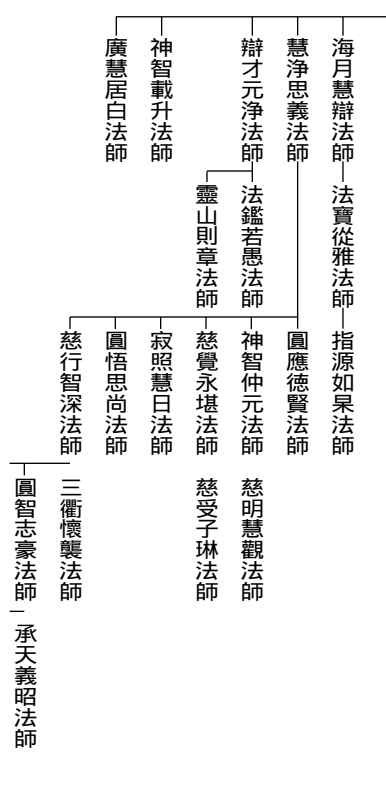 海月慧辯法師
法寶從雅法師
指源如杲法師
慧浄思義法師
圓應德賢法師
辯才元浄法師
法鑑若愚法師
神智仲元法師
慈明慧觀法師
靈山則章法師
慈覺永堪法師
慈受子琳法師
神智載升法師
寂照慧日法師
廣慧居白法師
圓悟思尚法師
慈行智深法師
三衢懷襲法師
圓智志豪法師
承天義昭法師